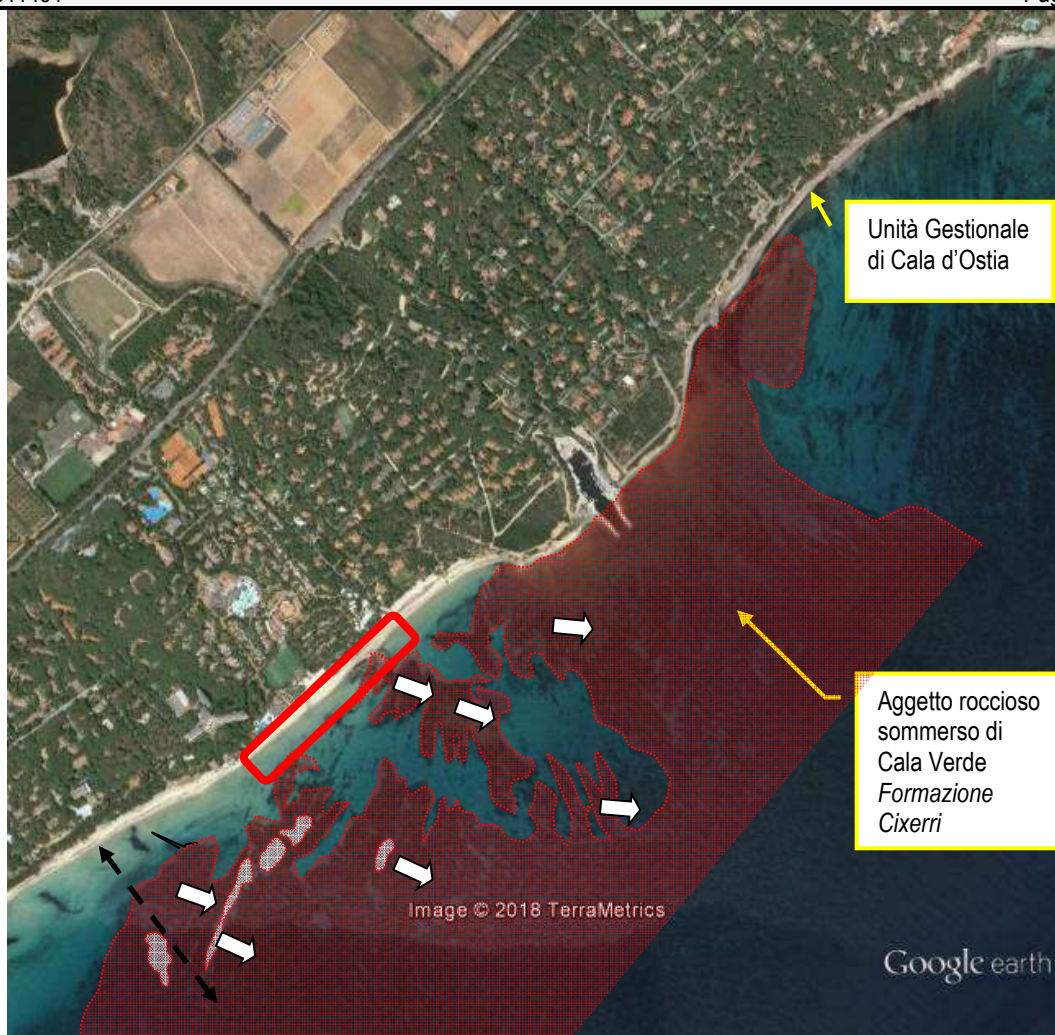 Unità Gestionale
di Cala d'Ostia
Aggetto roccioso
sommerso di
Cala Verde
Formazione
Cixerri
Image © 2018 TerraMetrics
Google earth